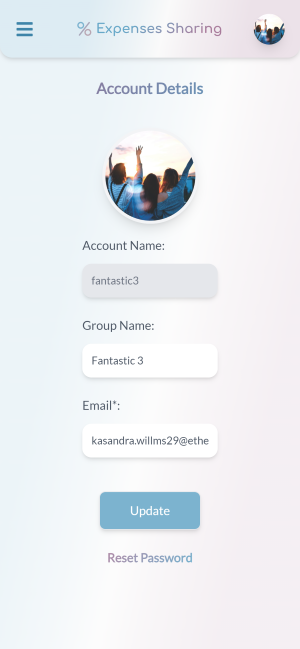 Expenses Sharing
Account Details
Account Name:
fantastic3
Group Name:
Fantastic 3
Email*:
kasandra.willms29@ethe
Update
Reset Password